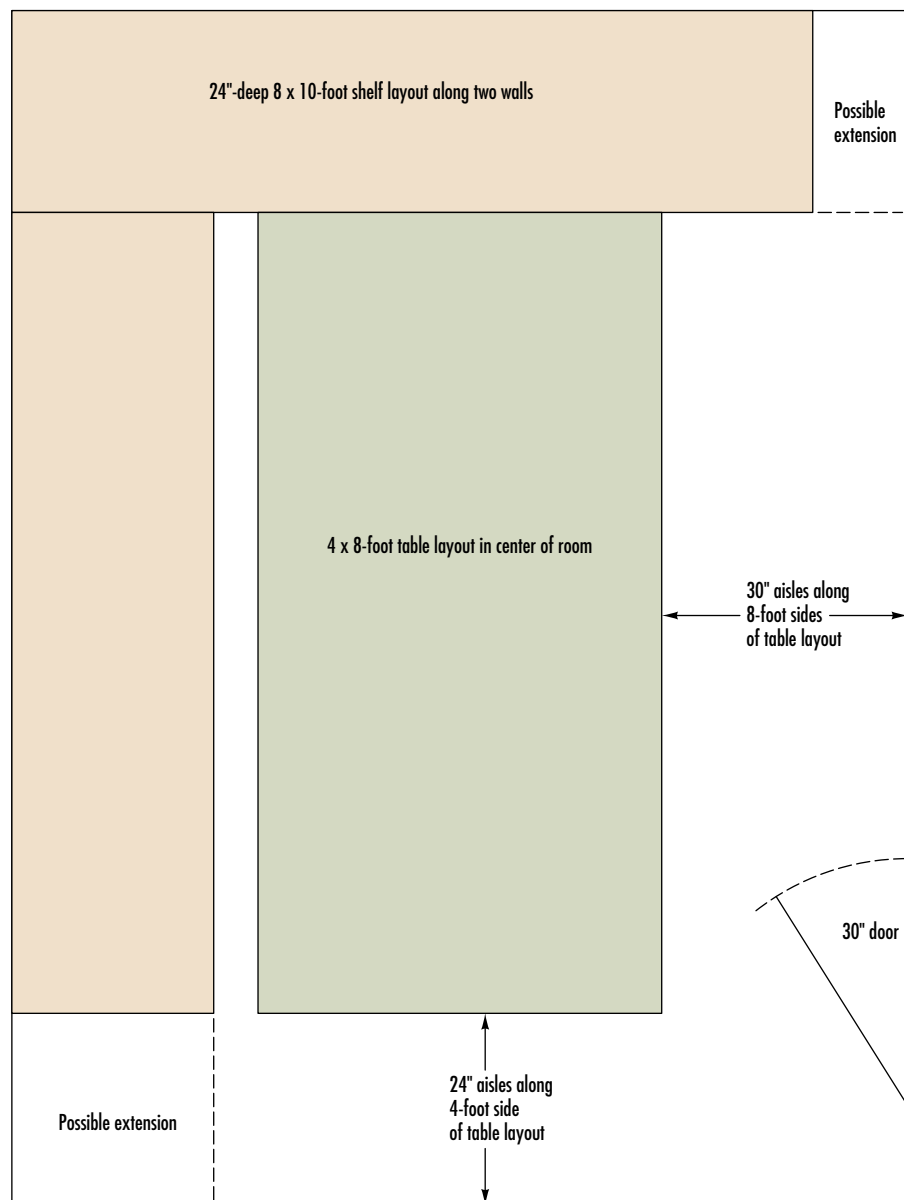 24"-deep 8 x 10-foot shelf layout along two walls
Possible
extension
4 x 8-foot table layout in center of room
30" aisles along
8-foot sides
of table layout
30" door
24" aisles along
4-foot side
of table layout
Possible extension